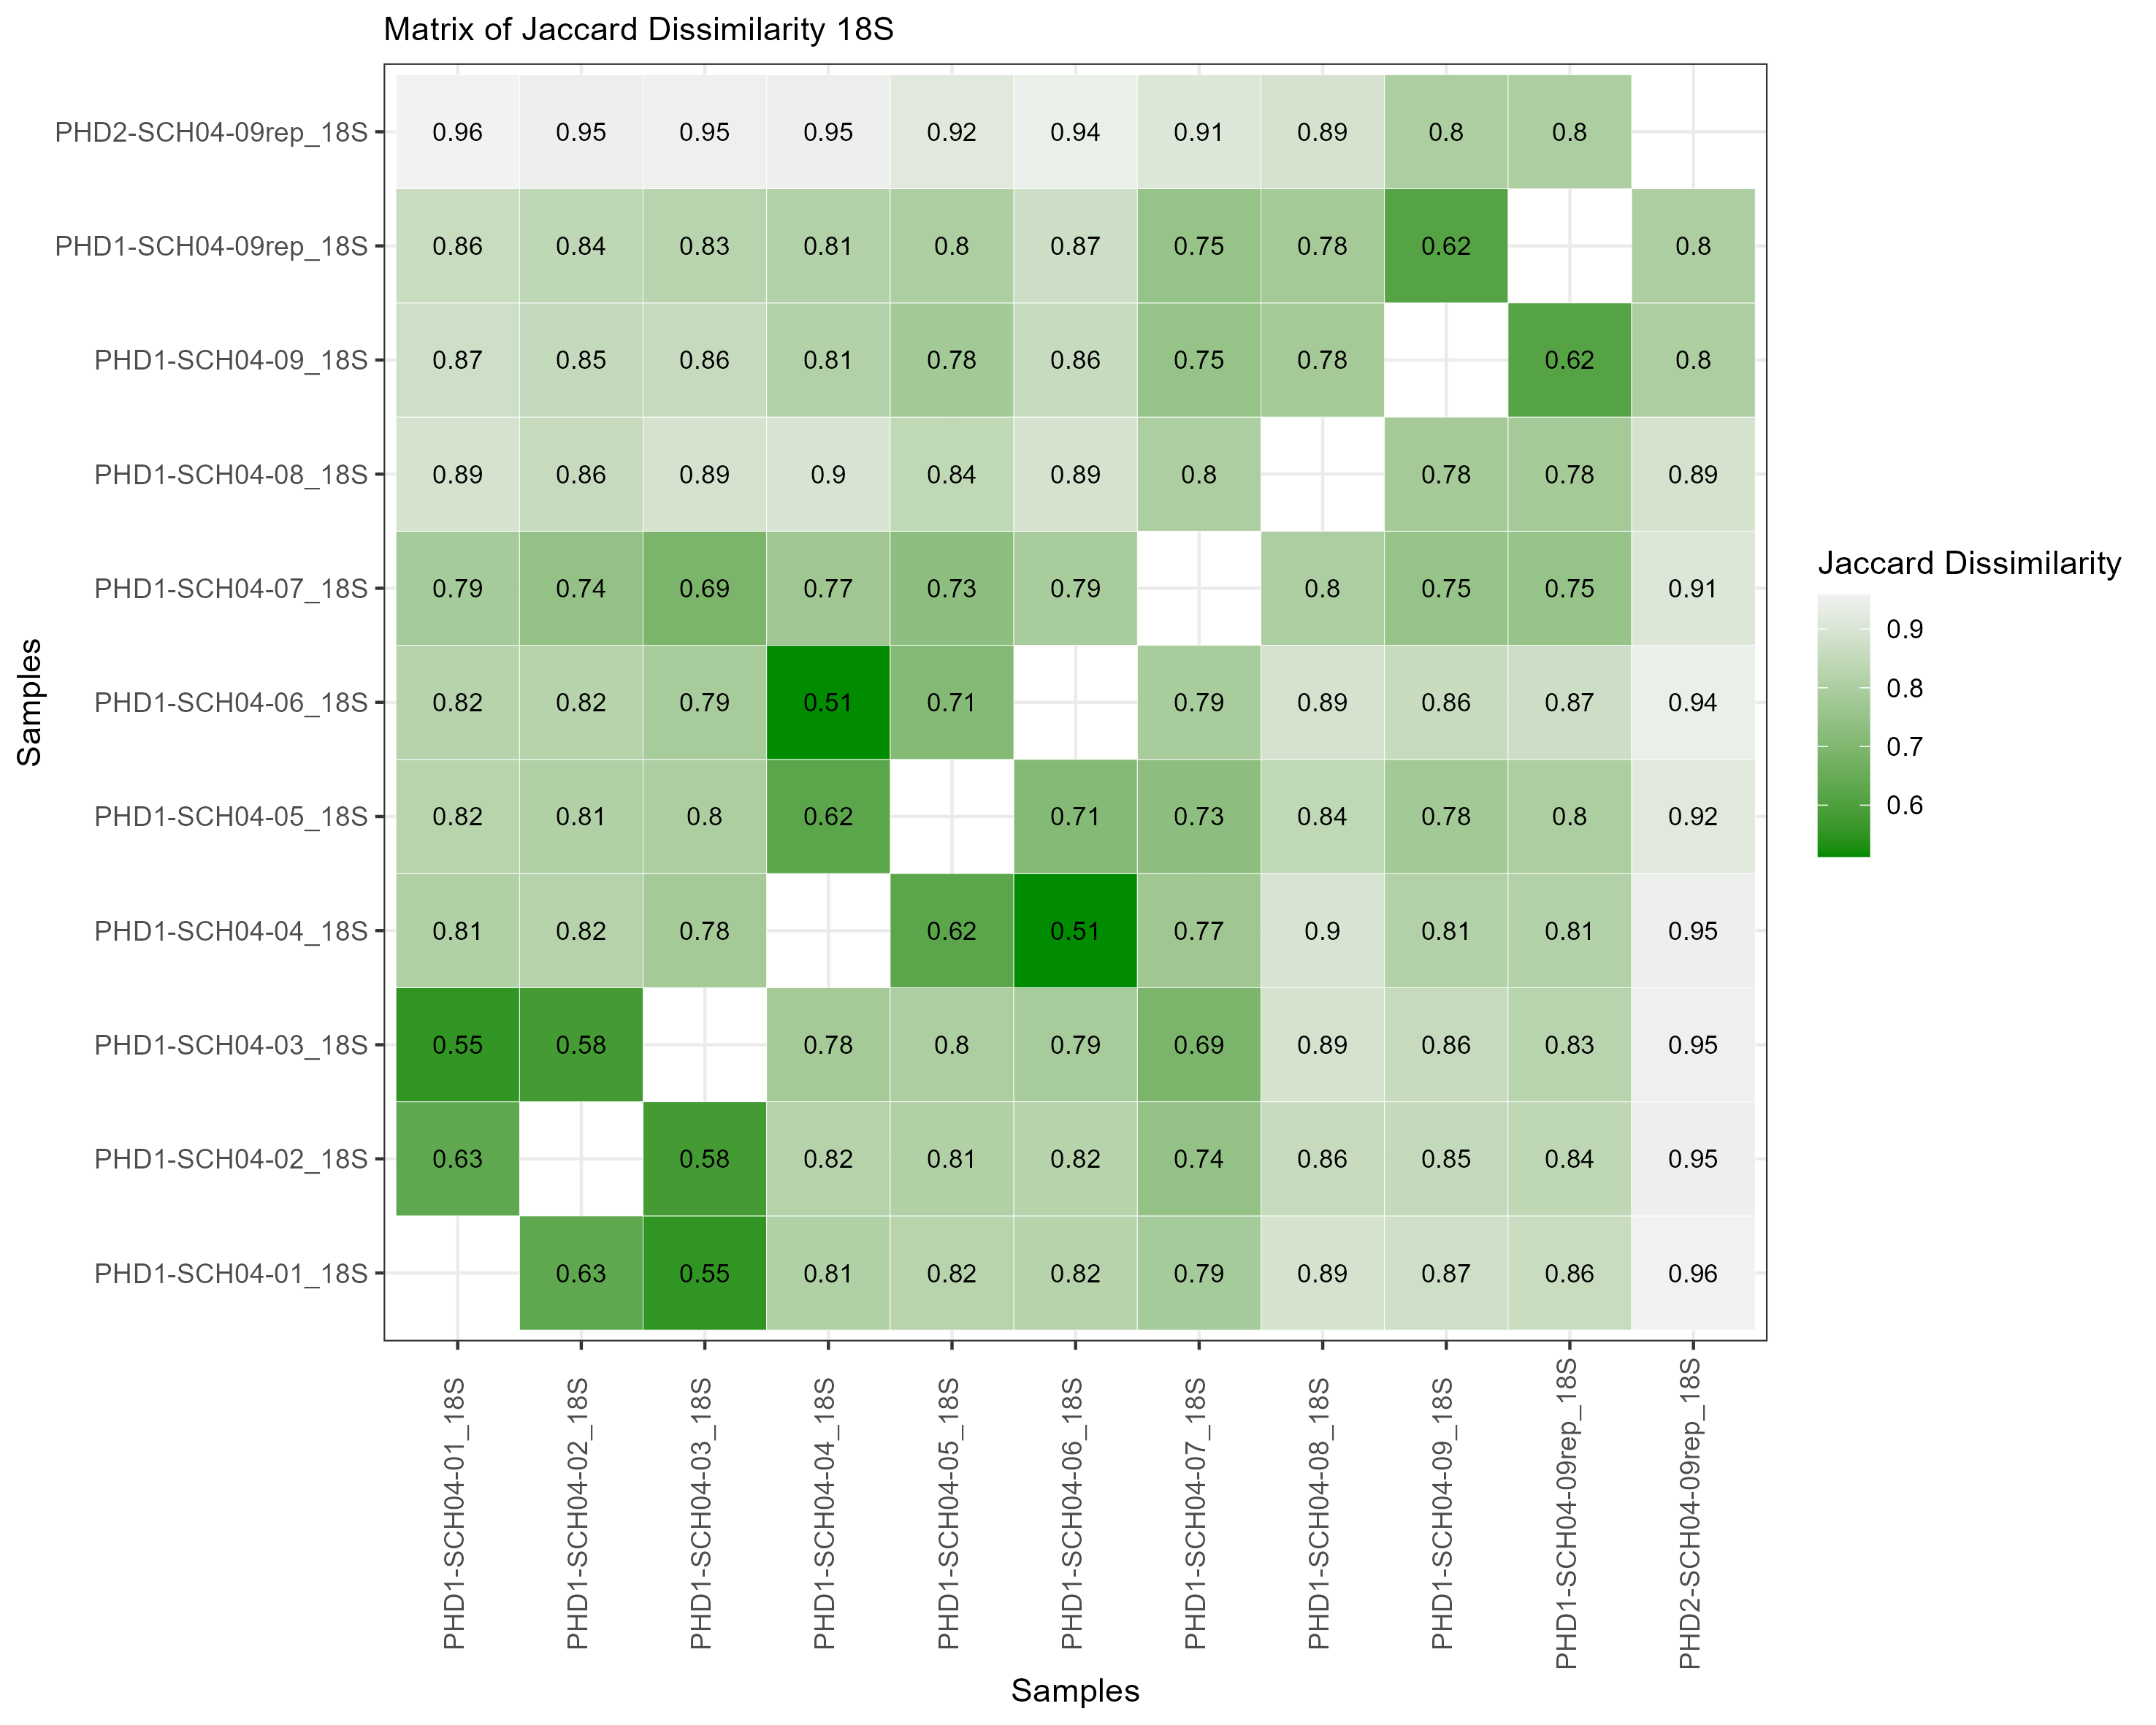 Matrix of Jaccard Dissimilarity 18S
PHD2-SCH04-09rep_18S 0.96 0.95 0.95 0.95 0.92 0.94 0.91 0.89 0.8 0.8
PHD1-SCH04-09rep_18S 0.86 0.84 0.83 0.81 0.8 0.87 0.75 0.78 0.62 0.8
PHD1-SCH04-09_18S 0.87 0.85 0.86 0.81 0.78 0.86 0.75 0.78 0.62 0.8
PHD1-SCH04-08_18S 0.89 0.86 0.89 0.9 0.84 0.89 0.8 0.78 0.78 0.89
PHD1-SCH04-07_18S 0.79 0.74 0.69 0.77 0.73 0.79 0.8 0.75 0.75 0.91
PHD1-SCH04-06_18S 0.82 0.82 0.79 0.51 0.71 0.79 0.89 0.86 0.87 0.94
PHD1-SCH04-05_18S 0.82 0.81 0.8 0.62 0.71 0.73 0.84 0.78 0.8 0.92
PHD1-SCH04-04_18S 0.81 0.82 0.78 0.62 0.51 0.77 0.9 0.81 0.81 0.95
PHD1-SCH04-03_18S 0.55 0.58 0.78 0.8 0.79 0.69 0.89 0.86 0.83 0.95
PHD1-SCH04-02_18S 0.63 0.58 0.82 0.81 0.82 0.74 0.86 0.85 0.84 0.95
PHD1-SCH04-01_18S 0.63 0.55 0.81 0.82 0.82 0.79 0.89 0.87 0.86 0.96
Samples
PHD1-SCH04-01_18S
PHD1-SCH04-02_18S
PHD1-SCH04-03_18S
PHD1-SCH04-04_18S
PHD1-SCH04-05_18S
PHD1-SCH04-06_18S
PHD1-SCH04-07_18S
PHD1-SCH04-08_18S
PHD1-SCH04-09_18S
PHD1-SCH04-09rep_18S
PHD2-SCH04-09rep_18S
Samples
Jaccard Dissimilarity
0.9
0.8
0.7
0.6